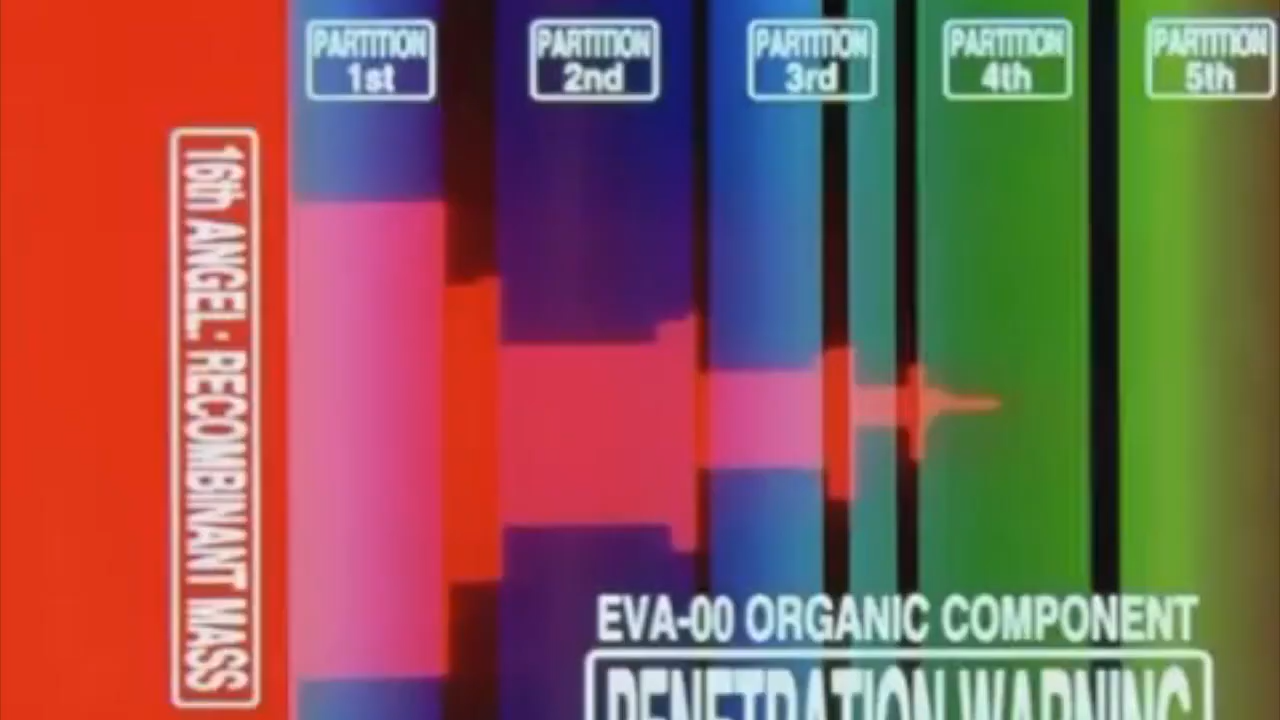 PARTITION
1st
PARTITION
2nd
PARTITION
3rd
PARTITION
4th
PARTITION
5th
16th ANGEL· RECOMBINANT MASS
EVA-00 ORGANIC COMPONENT
PENETRATION WARNING